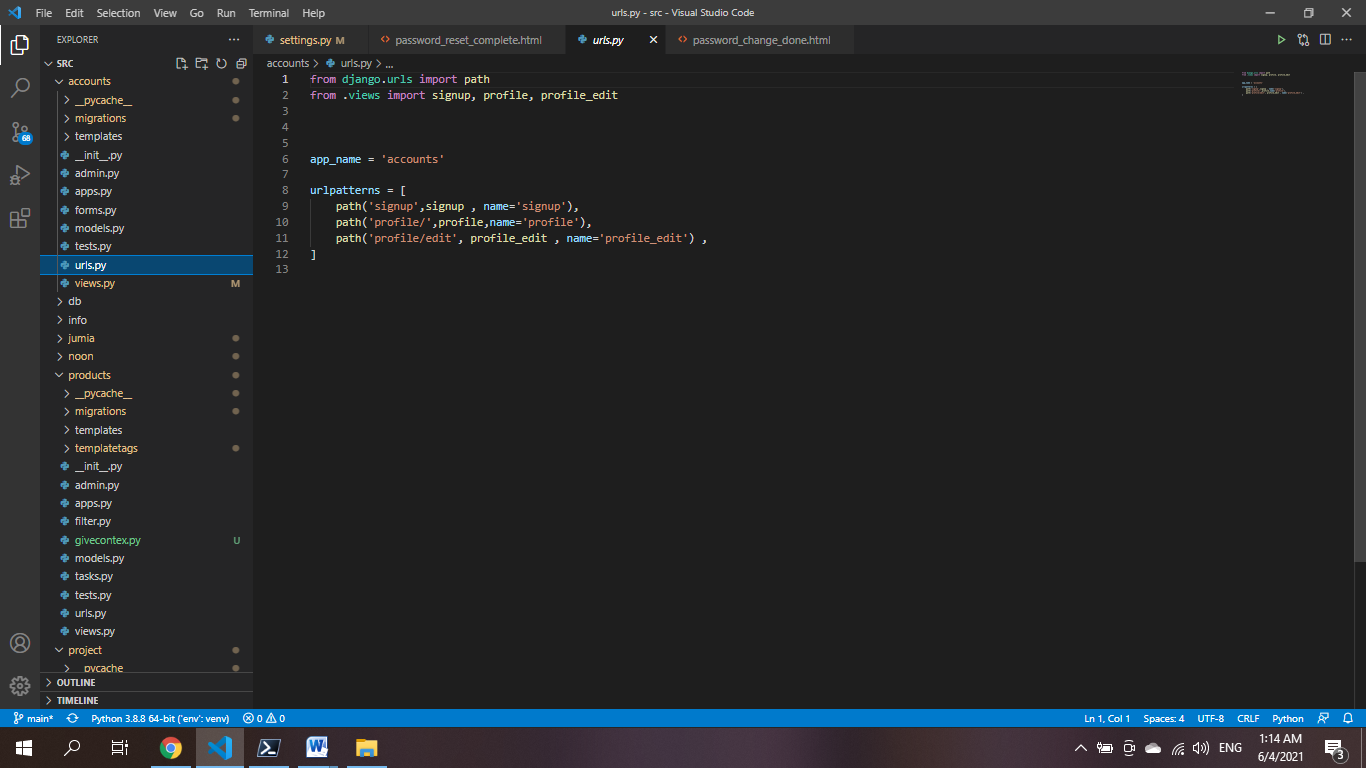 File Edit Selection View Go Run Terminal Help
urls.py - src - Visual Studio Code
EXPLORER
SRC
accounts
__pycache__
migrations
templates
__init__.py
admin.py
apps.py
forms.py
models.py
tests.py
urls.py
views.py M
db
info
jumia
noon
products
__pycache__
migrations
templates
templatetags
__init__.py
admin.py
apps.py
filter.py
givecontex.py U
models.py
tasks.py
tests.py
urls.py
views.py
project
__pycache__
OUTLINE
TIMELINE
68
settings.py M
password_reset_complete.html
urls.py
password_change_done.html
accounts > urls.py > ...
1 from django.urls import path
2 from .views import signup, profile, profile_edit
3
4
5
6 app_name = 'accounts'
7
8 urlpatterns = [
9 path('signup',signup , name='signup'),
10 path('profile/',profile,name='profile'),
11 path('profile/edit', profile_edit , name='profile_edit') ,
12 ]
13
main* Python 3.8.8 64-bit ('env': venv) 0 0
Ln 1, Col 1 Spaces: 4 UTF-8 CRLF Python
ENG
1:14 AM
6/4/2021
3